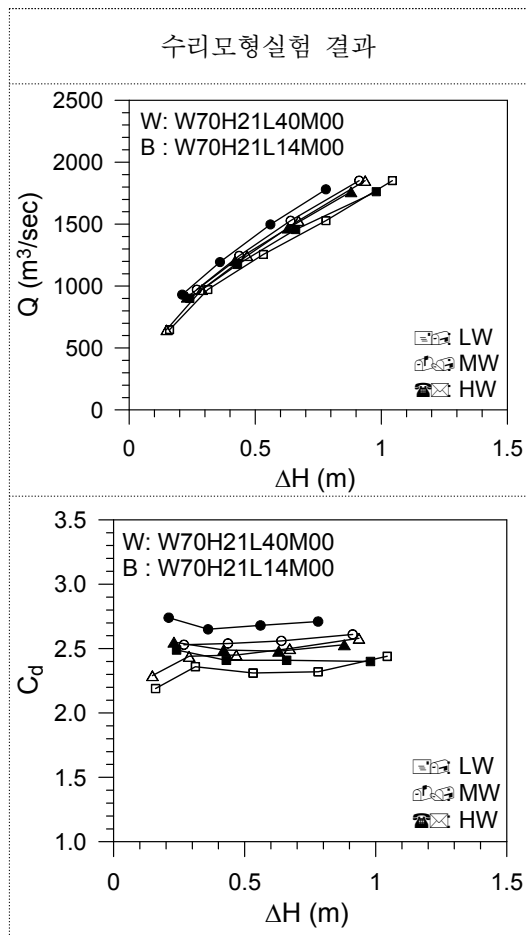 수리모형실험 결과
2500
W: W70H21L40M00
B : W70H21L14M00
2000
1500
Q (m³/sec)
1000
500
LW
MW
HW
0
0 0.5 1 1.5
ΔH (m)
3.5
W: W70H21L40M00
B : W70H21L14M00
3.0
2.5
C_d
2.0
1.5
LW
MW
HW
1.0
0 0.5 1 1.5
ΔH (m)